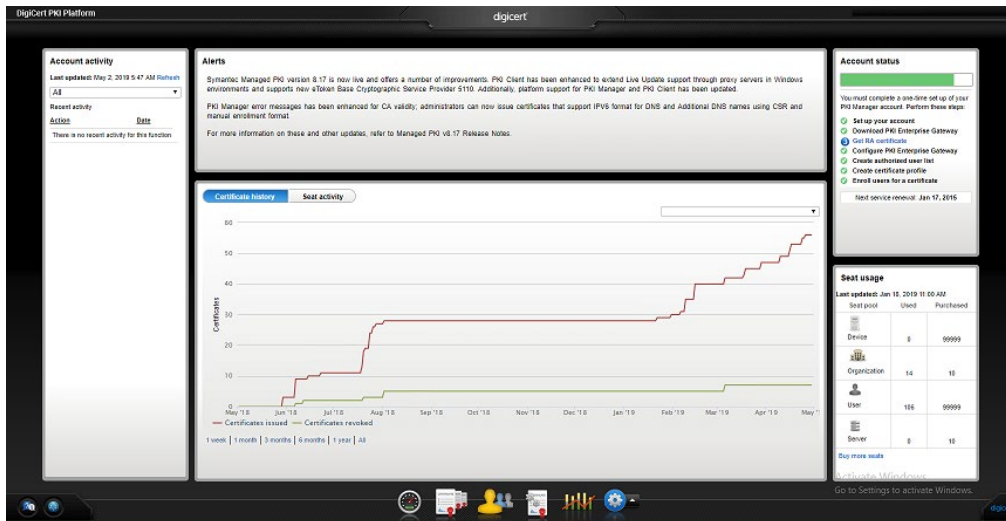 DigiCert PKI Platform
digicert
Account activity
Last updated: May 2, 2019 5:47 AM Refresh
All
Recent activity
Action Date
There is no recent activity for this function
Alerts
Symantec Managed PKI version 8.17 is now live and offers a number of improvements. PKI Client has been enhanced to extend Live Update support through proxy servers in Windows
environments and supports new eToken Base Cryptographic Service Provider 5110. Additionally, platform support for PKI Manager and PKI Client has been updated.
PKI Manager error messages has been enhanced for CA validity; administrators can now issue certificates that support IPV6 format for DNS and Additional DNS names using CSR and
manual enrollment format.
For more information on these and other updates, refer to Managed PKI v8.17 Release Notes.
Certificate history Seat activity
60
50
40
30
20
10
0
Certificates
May '18 Jun '18 Jul '18 Aug '18 Sep '18 Oct '18 Nov '18 Dec '18 Jan '19 Feb '19 Mar '19 Apr '19 May '
Certificates issued Certificates revoked
1 week | 1 month | 3 months | 6 months | 1 year | All
Account status
You must complete a one-time set up of your
PKI Manager account. Perform these steps:
Set up your account
Download PKI Enterprise Gateway
3 Get RA certificate
Configure PKI Enterprise Gateway
Create authorized user list
Create certificate profile
Enroll users for a certificate
Next service renewal: Jan 17, 2015
Seat usage
Last updated: Jan 18, 2019 11:00 AM
Seat pool Used Purchased
Device 0 99999
Organization 14 10
User 106 99999
Server 0 10
Buy more seats
Activate Windows
Go to Settings to activate Windows.